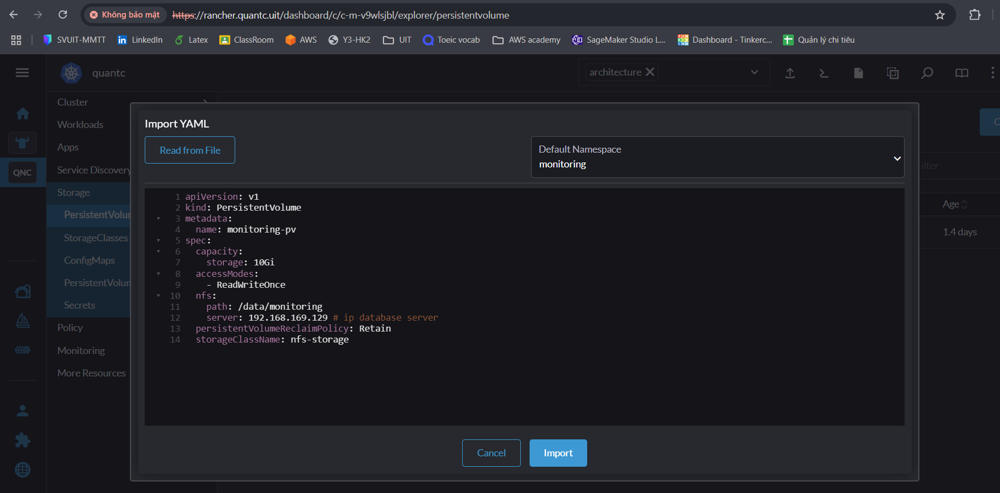 Không bảo mật https://rancher.quantc.uit/dashboard/c/c-m-v9wlsjbl/explorer/persistentvolume
SVUIT-MMTT LinkedIn Latex ClassRoom AWS Y3-HK2 UIT Toeic vocab AWS academy SageMaker Studio L... Dashboard - Tinkerc... Quản lý chi tiêu
quantc
architecture
Cluster
Workloads
Apps
Service Discovery
QNC
Storage
PersistentVolu
StorageClasses
ConfigMaps
PersistentVolu
Secrets
Policy
Monitoring
More Resources
Import YAML
Read from File
Default Namespace
monitoring
1 apiVersion: v1
2 kind: PersistentVolume
3 metadata:
4   name: monitoring-pv
5 spec:
6   capacity:
7     storage: 10Gi
8   accessModes:
9     - ReadWriteOnce
10   nfs:
11     path: /data/monitoring
12     server: 192.168.169.129 # ip database server
13   persistentVolumeReclaimPolicy: Retain
14   storageClassName: nfs-storage
Cancel
Import
ilter
Age
1.4 days